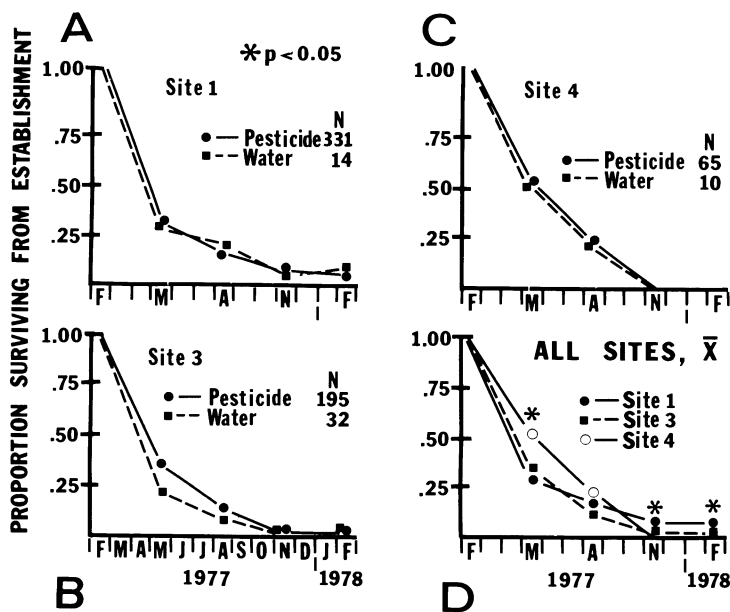 PROPORTION SURVIVING FROM ESTABLISHMENT
A
* p < 0.05
Site 1
N
Pesticide 331
Water 14
1.00
.75
.50
.25
F M A N F
C
Site 4
N
Pesticide 65
Water 10
1.00
.75
.50
.25
F M A N F
Site 3
N
Pesticide 195
Water 32
1.00
.75
.50
.25
F M A M J J A S O N D J F
1977 1978
B
ALL SITES, X̅
Site 1
Site 3
Site 4
1.00
.75
.50
.25
*
* *
F M A N F
1977 1978
D